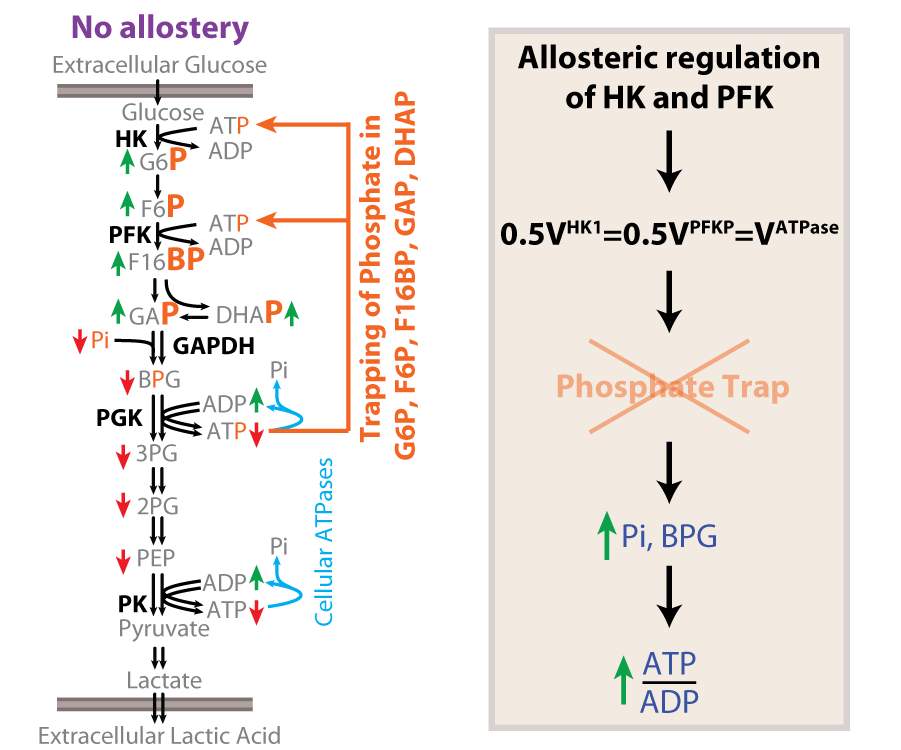 No allostery
Extracellular Glucose
Glucose
HK
ATP
ADP
G6P
F6P
PFK
ATP
ADP
F16BP
GAP
DHAP
Pi
GAPDH
BPG
Pi
PGK
ADP
ATP
3PG
2PG
PEP
Pi
PK
ADP
ATP
Pyruvate
Lactate
Extracellular Lactic Acid
Cellular ATPases
Trapping of Phosphate in
G6P, F6P, F16BP, GAP, DHAP
Allosteric regulation
of HK and PFK
0.5V^HK1=0.5V^PFKP=V^ATPase
Phosphate Trap
Pi, BPG
ATP
ADP